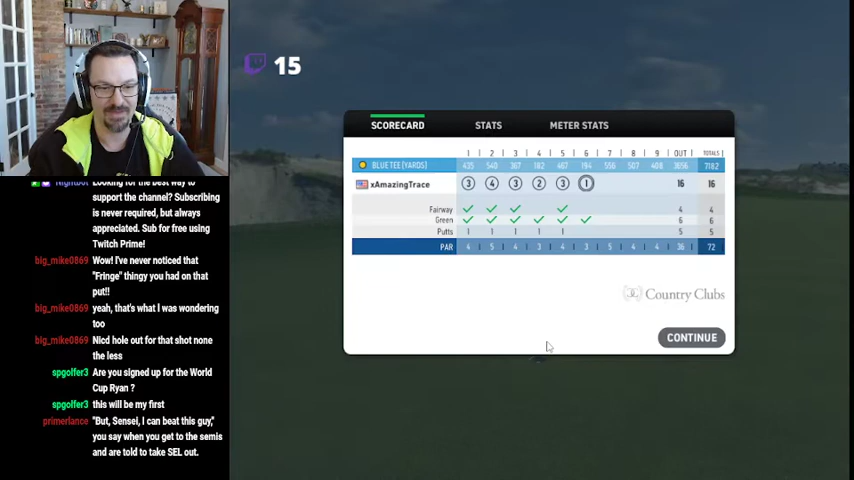 15
SCORECARD STATS METER STATS
1 2 3 4 5 6 7 8 9 OUT TOTALS
BLUE TEE [YARDS] 435 540 367 182 467 194 556 507 408 3656 7182
xAmazingTrace 3 4 3 2 3 1 16 16
Fairway 4 4
Green 6 6
Putts 1 1 1 1 1 5 5
PAR 4 5 4 3 4 3 5 4 4 36 72
Country Clubs
CONTINUE
Nightbot Looking for the best way to
support the channel? Subscribing
is never required, but always
appreciated. Sub for free using
Twitch Prime!
big_mike0869 Wow! I've never noticed that
"Fringe" thingy you had on that
put!!
big_mike0869 yeah, that's what I was wondering
too
big_mike0869 Nicd hole out for that shot none
the less
spgolfer3 Are you signed up for the World
Cup Ryan ?
spgolfer3 this will be my first
primerlance "But, Sensei, I can beat this guy,"
you say when you get to the semis
and are told to take SEL out.